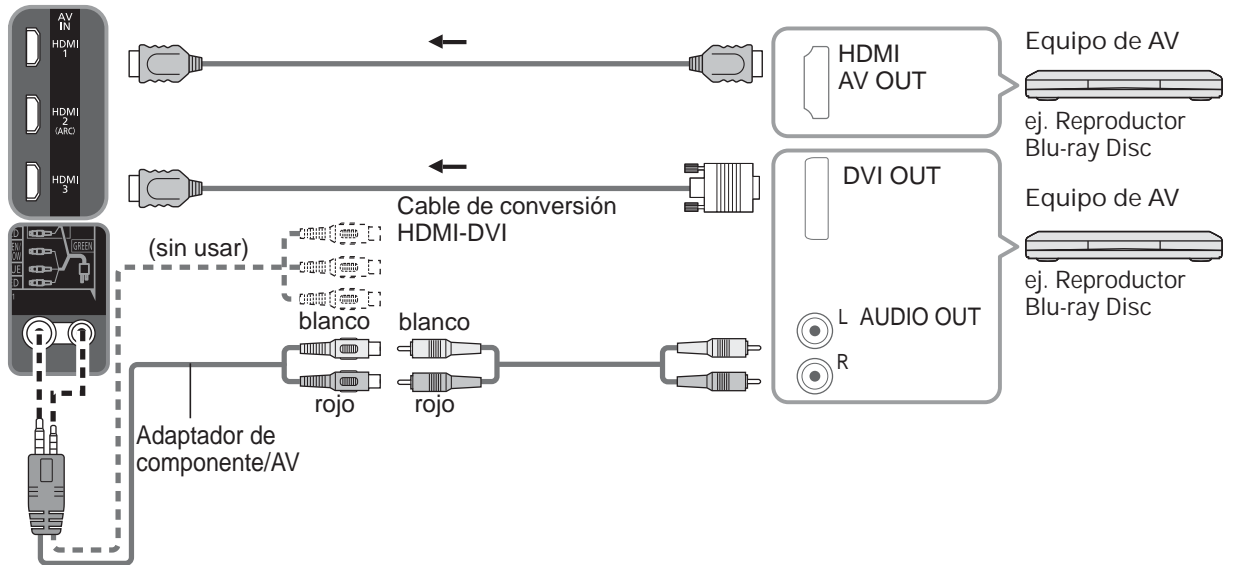 AV
IN
HDMI
1
HDMI
2
(ARC)
HDMI
3
HDMI
AV OUT
Equipo de AV
ej. Reproductor
Blu-ray Disc
Cable de conversión
HDMI-DVI
DVI OUT
Equipo de AV
ej. Reproductor
Blu-ray Disc
GREEN
(sin usar)
blanco
blanco
rojo
rojo
L AUDIO OUT
R
Adaptador de
componente/AV